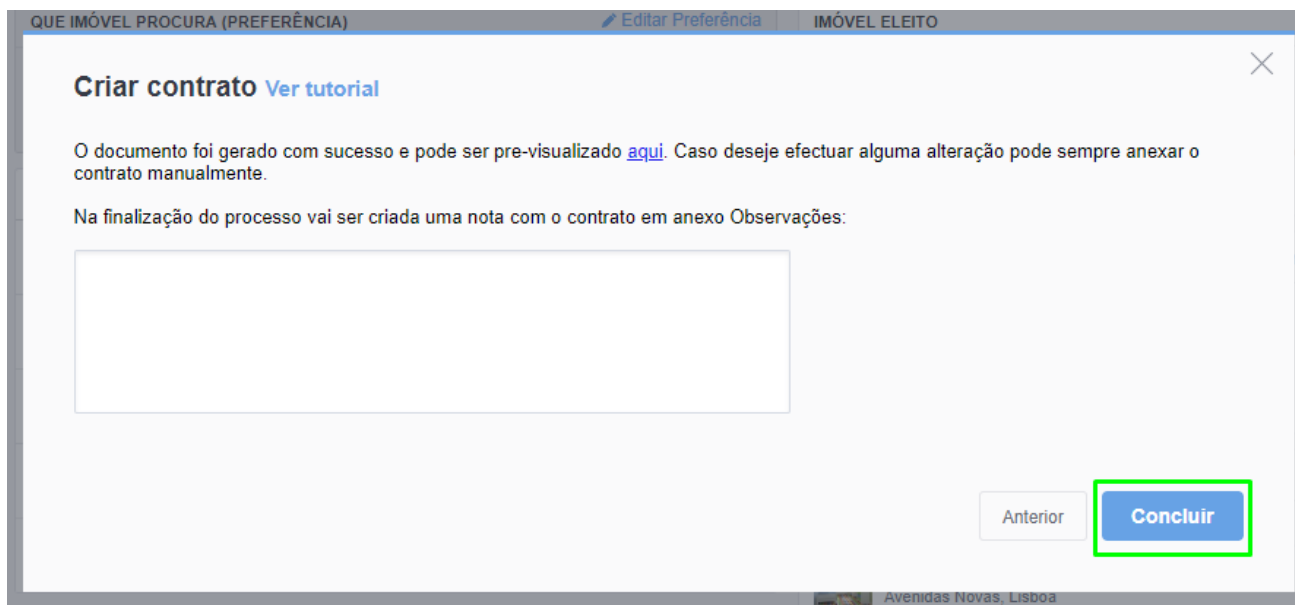 QUE IMÓVEL PROCURA (PREFERÊNCIA) Editar Preferência IMÓVEL ELEITO
Criar contrato Ver tutorial
O documento foi gerado com sucesso e pode ser pre-visualizado aqui. Caso deseje efectuar alguma alteração pode sempre anexar o
contrato manualmente.
Na finalização do processo vai ser criada uma nota com o contrato em anexo Observações:
Anterior Concluir
Avenidas Novas, Lisboa